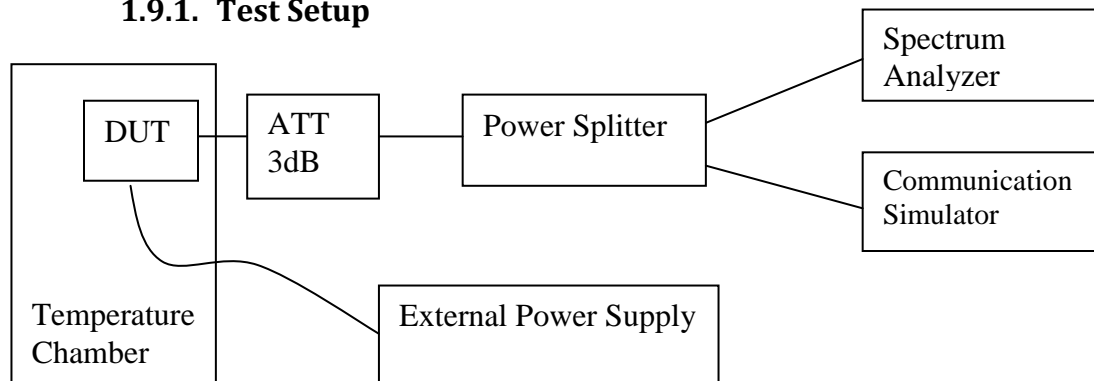 1.9.1. Test Setup
Spectrum
Analyzer
DUT
ATT
3dB
Power Splitter
Communication
Simulator
Temperature
Chamber
External Power Supply